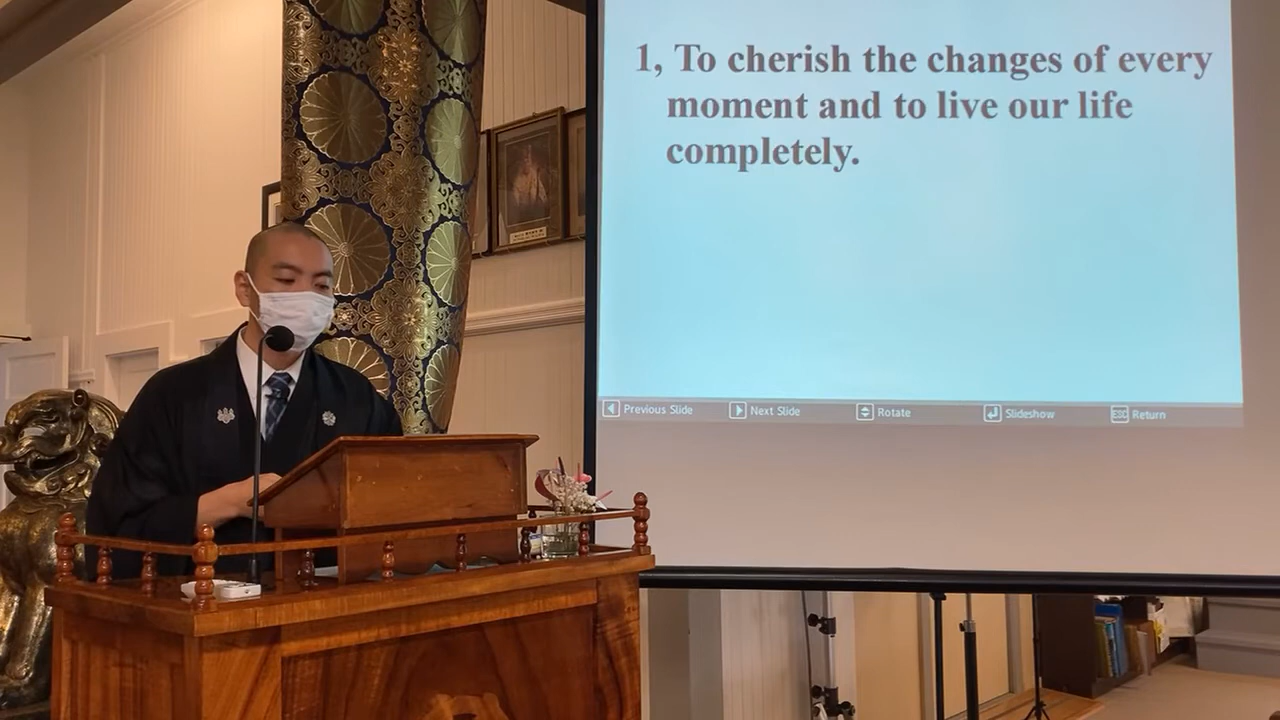 1, To cherish the changes of every
moment and to live our life
completely.
Previous Slide Next Slide Rotate Slideshow ESC Return